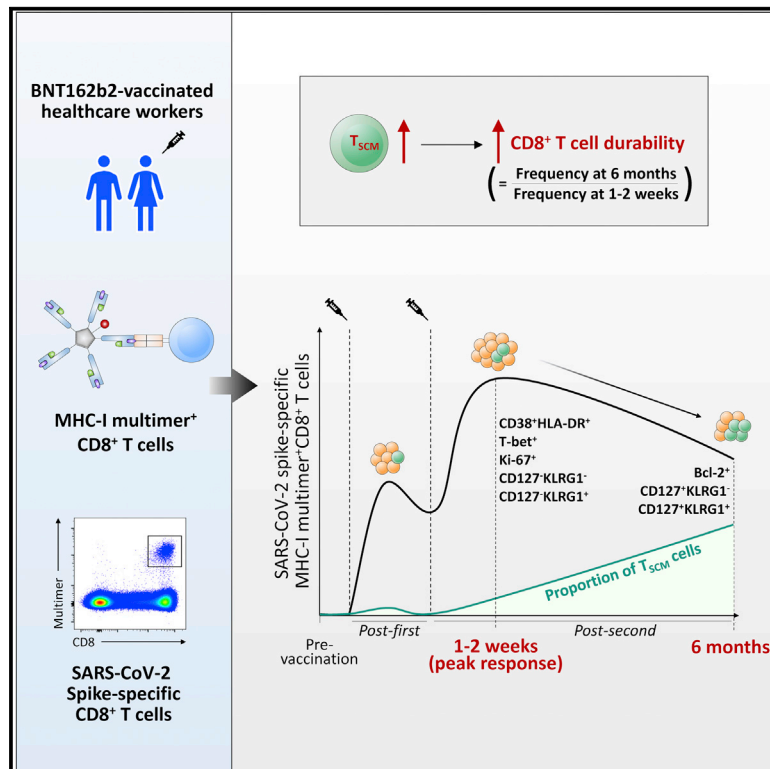 BNT162b2-vaccinated
healthcare workers
MHC-I multimer⁺
CD8⁺ T cells
Multimer
CD8
SARS-CoV-2
Spike-specific
CD8⁺ T cells
T_SCM
CD8⁺ T cell durability
( = Frequency at 6 months
Frequency at 1-2 weeks )
SARS-CoV-2 spike-specific
MHC-I multimer⁺CD8⁺ T cells
CD38⁺HLA-DR⁺
T-bet⁺
Ki-67⁺
CD127⁻KLRG1⁻
CD127⁻KLRG1⁺
Bcl-2⁺
CD127⁺KLRG1⁻
CD127⁺KLRG1⁺
Proportion of T_SCM cells
Pre-
vaccination
Post-first
1-2 weeks
(peak response)
Post-second
6 months